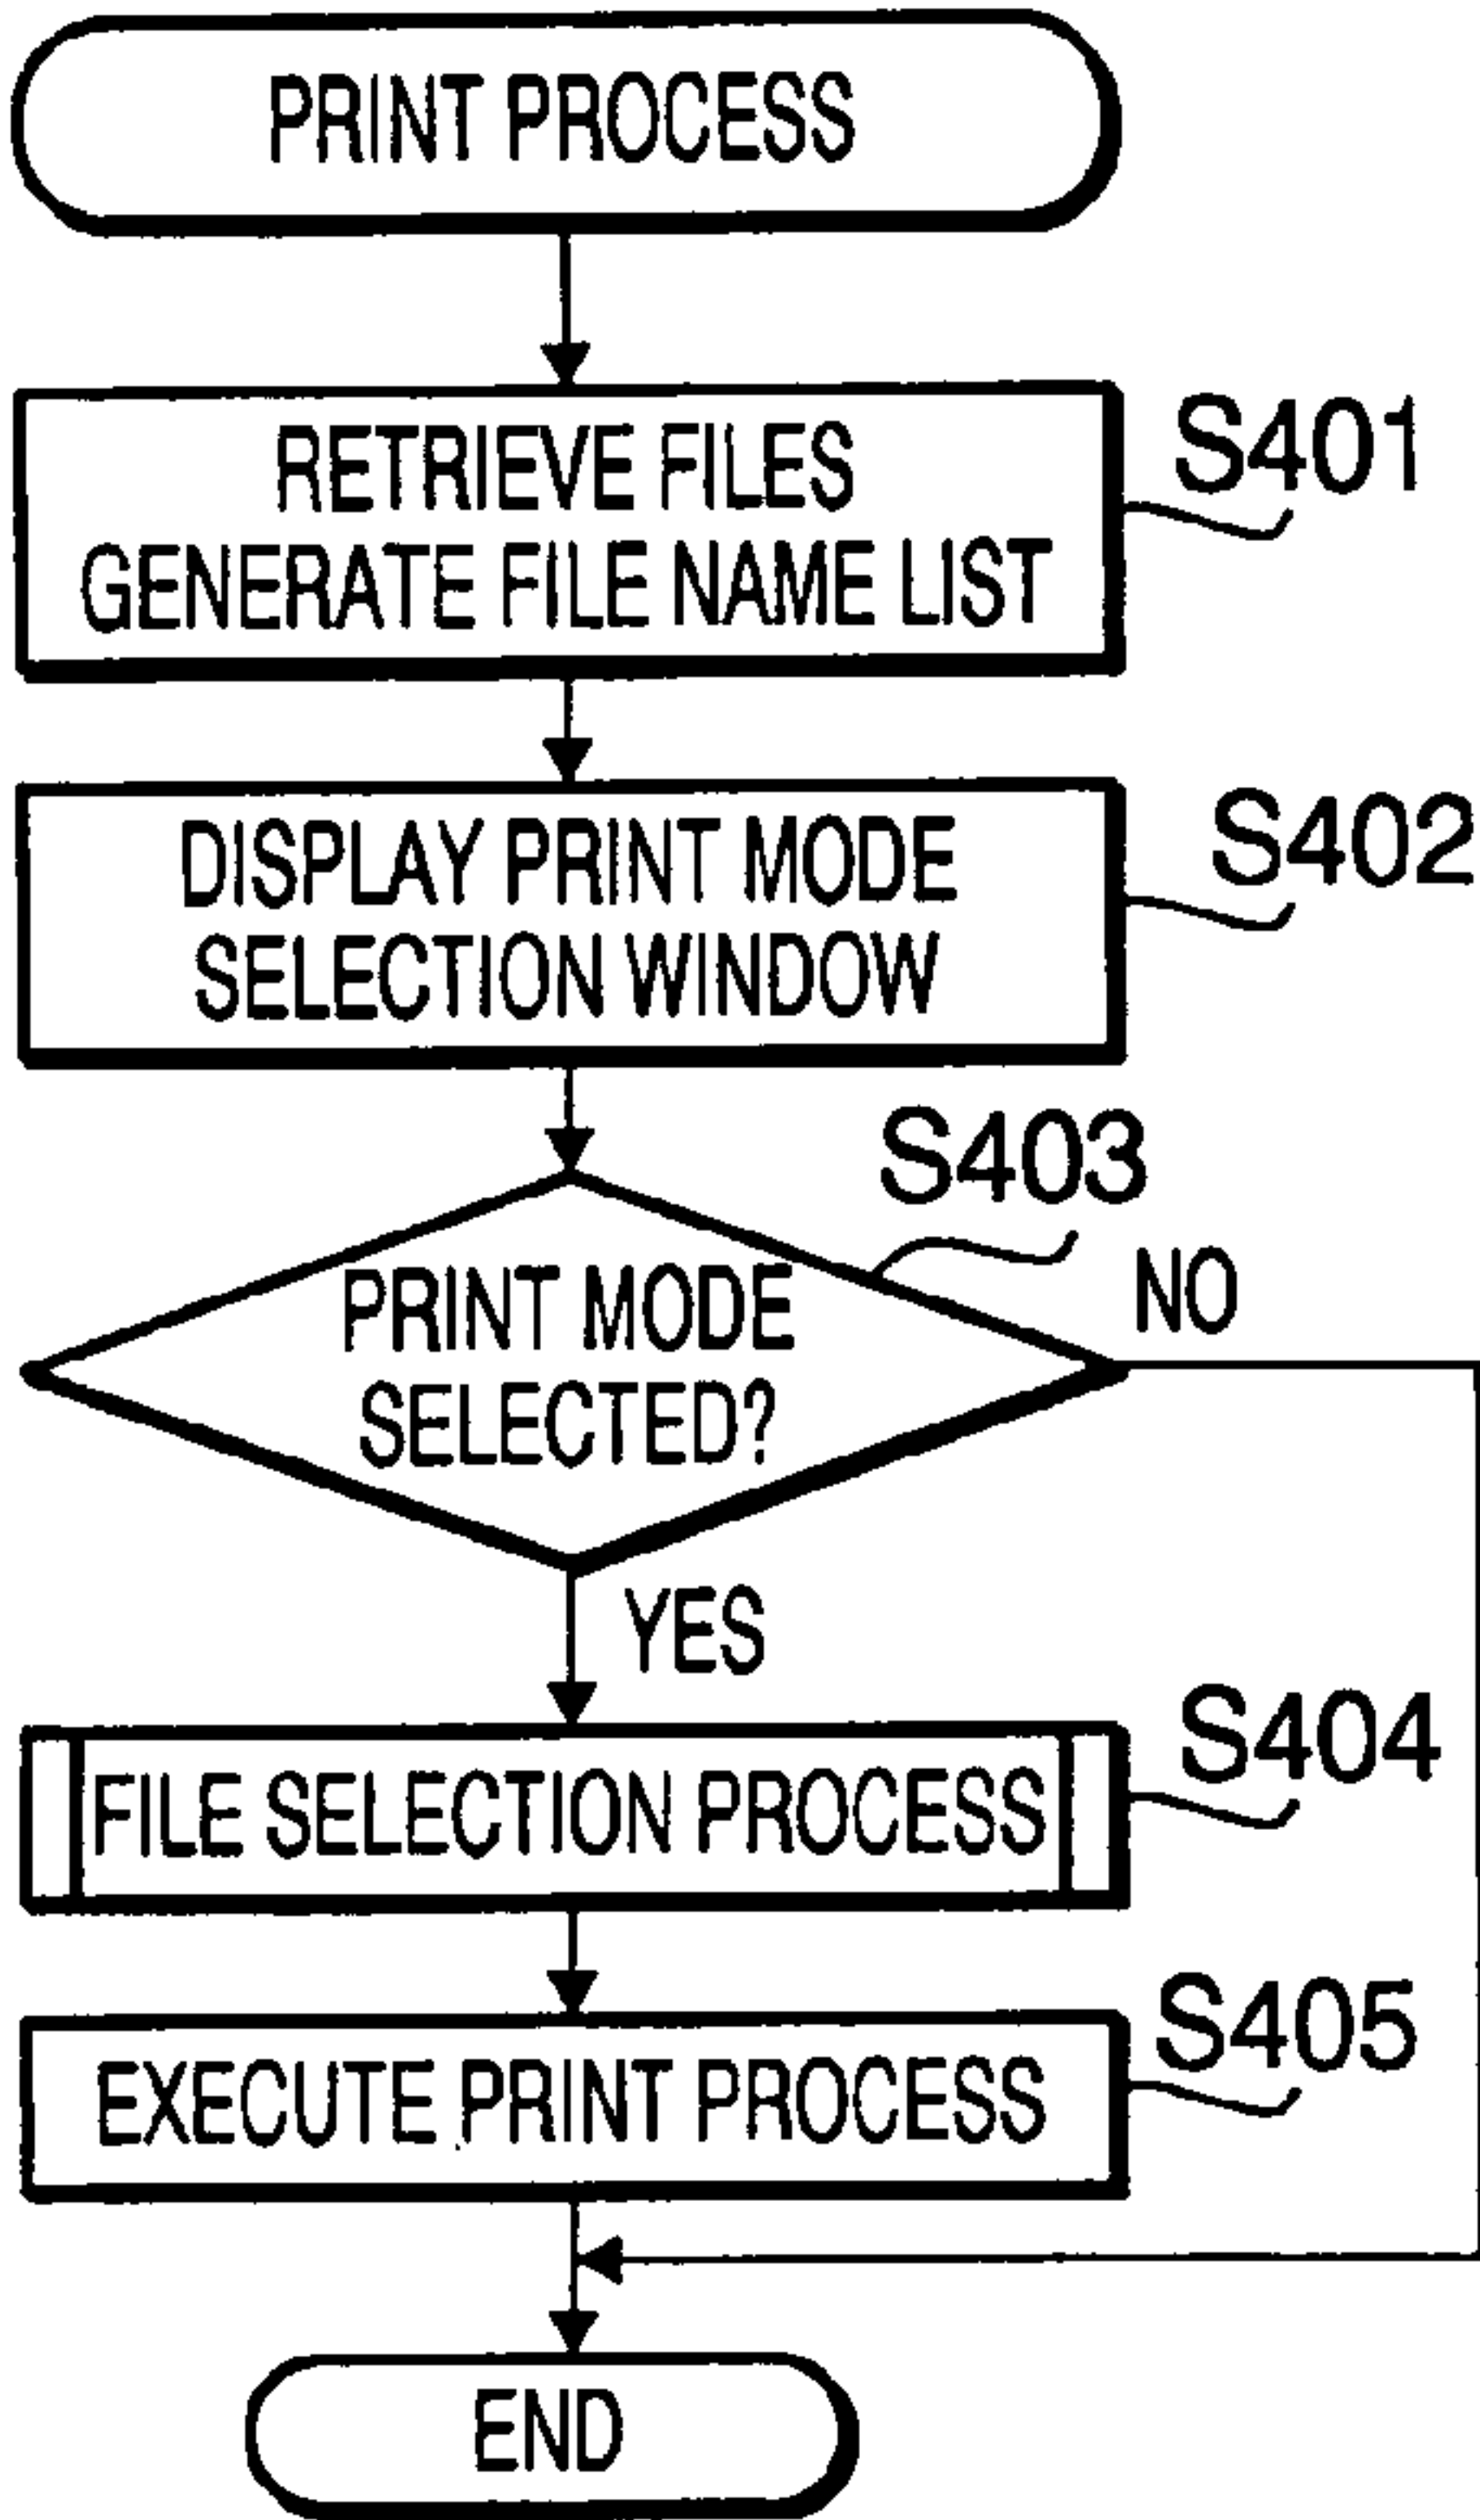 PRINT PROCESS
RETRIEVE FILES
GENERATE FILE NAME LIST
S401
DISPLAY PRINT MODE
SELECTION WINDOW
S402
S403
PRINT MODE
SELECTED?
NO
YES
FILE SELECTION PROCESS
S404
EXECUTE PRINT PROCESS
S405
END